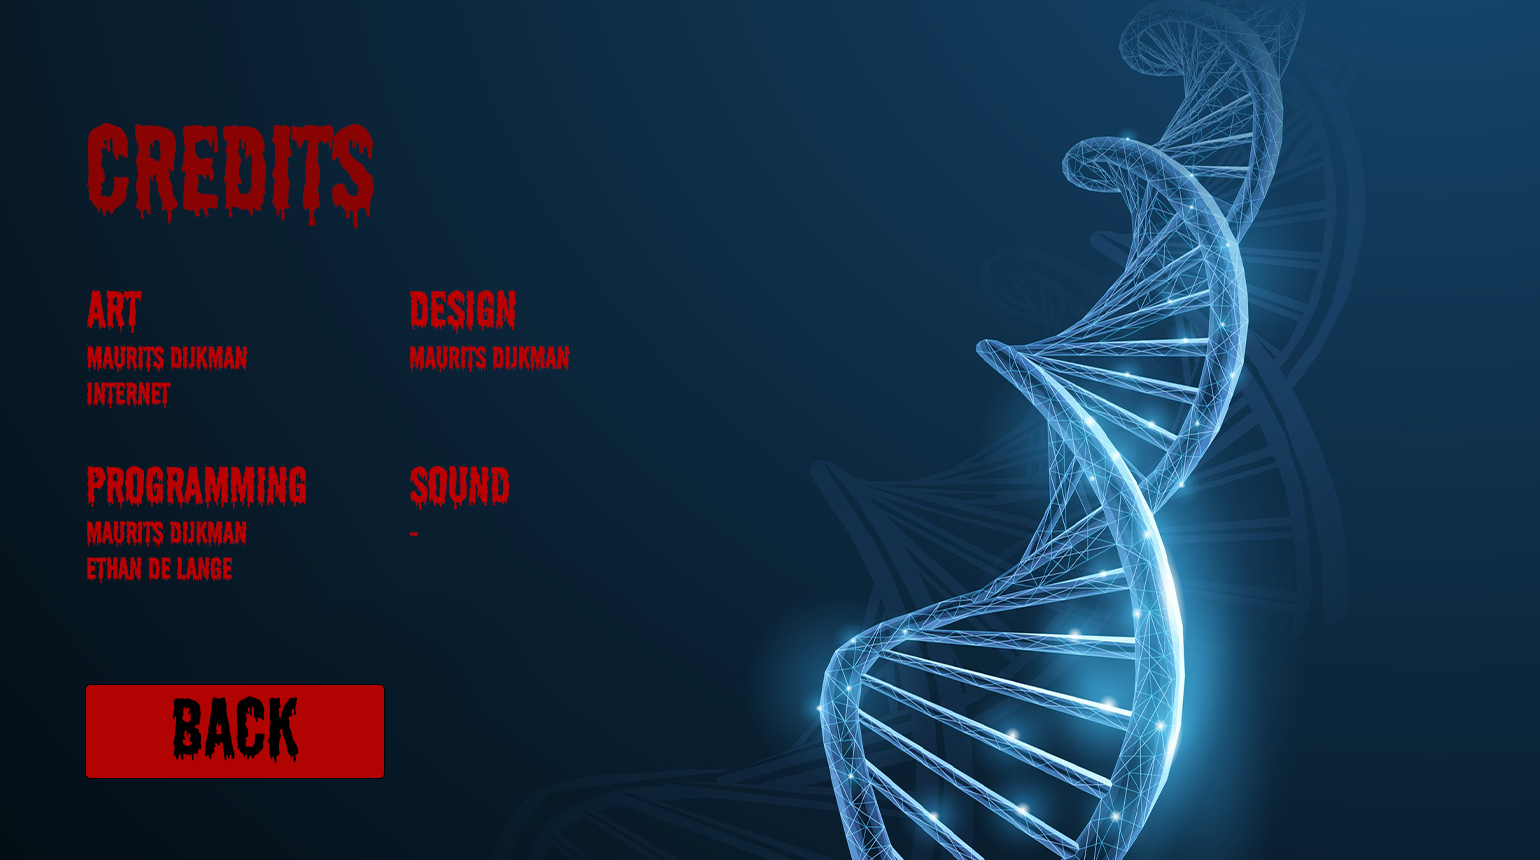 CREDITS
ART
MAURITS DIJKMAN
INTERNET
DESIGN
MAURITS DIJKMAN
PROGRAMMING
MAURITS DIJKMAN
ETHAN DE LANGE
SOUND
-
BACK